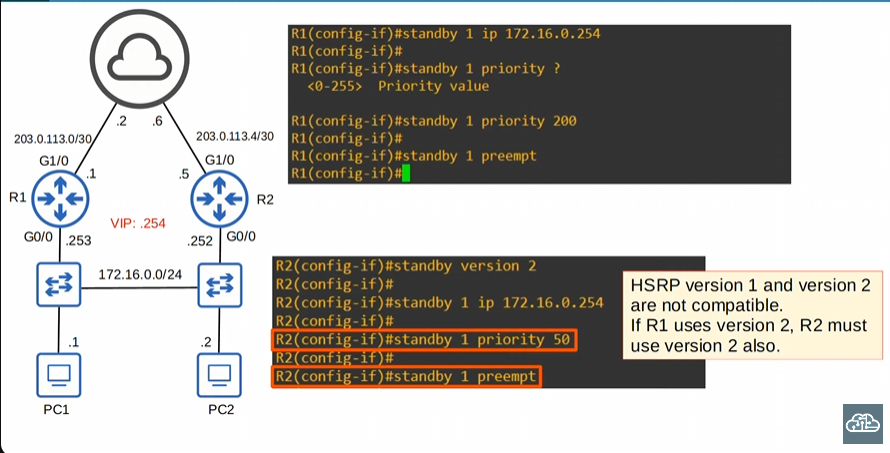 R1(config-if)#standby 1 ip 172.16.0.254
R1(config-if)#
R1(config-if)#standby 1 priority ?
<0-255> Priority value
R1(config-if)#standby 1 priority 200
R1(config-if)#
R1(config-if)#standby 1 preempt
R1(config-if)#
.2 .6
203.0.113.0/30 203.0.113.4/30
G1/0 G1/0
.1 .5
R1 R2
VIP: .254
G0/0 .253 .252 G0/0
172.16.0.0/24
.1 .2
PC1 PC2
R2(config-if)#standby version 2
R2(config-if)#
R2(config-if)#standby 1 ip 172.16.0.254
R2(config-if)#
R2(config-if)#standby 1 priority 50
R2(config-if)#
R2(config-if)#standby 1 preempt
HSRP version 1 and version 2
are not compatible.
If R1 uses version 2, R2 must
use version 2 also.